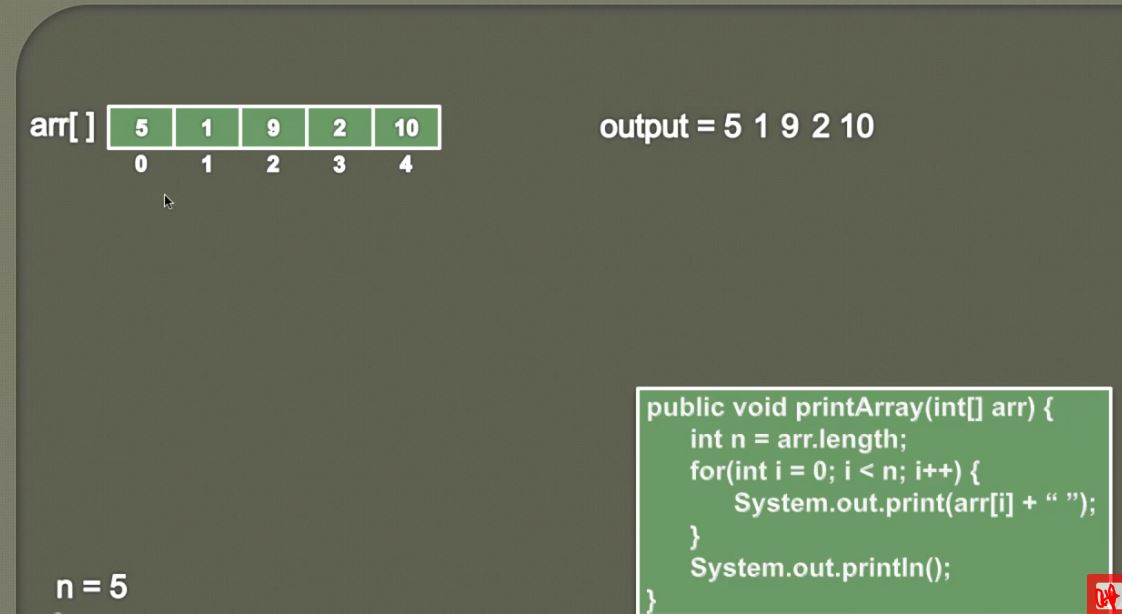 arr[ ] 5 1 9 2 10
0 1 2 3 4
output = 5 1 9 2 10
public void printArray(int[] arr) {
int n = arr.length;
for(int i = 0; i < n; i++) {
System.out.print(arr[i] + “ ”);
}
System.out.println();
}
n = 5